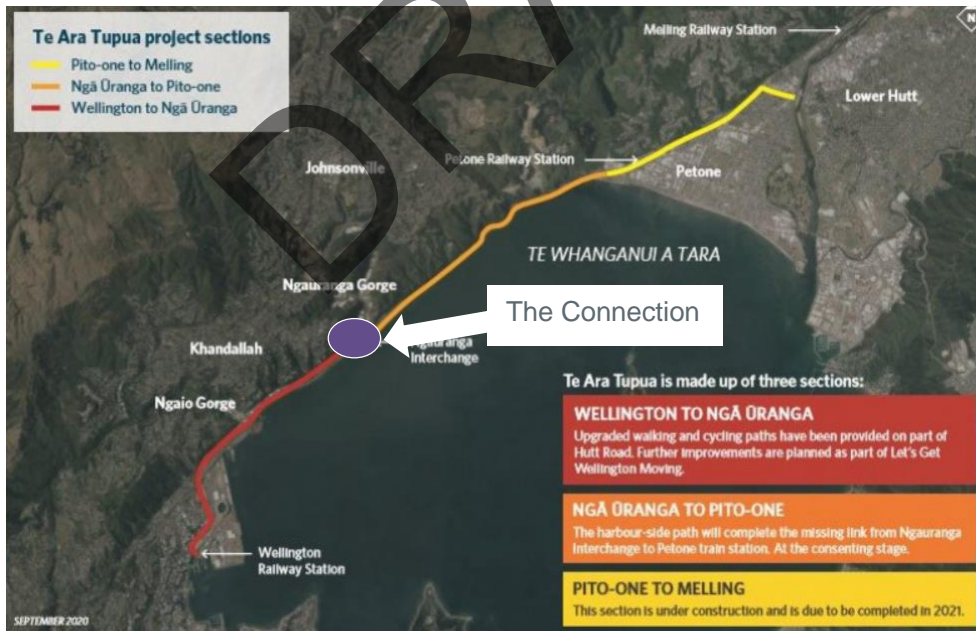 Te Ara Tupua project sections
Pito-one to Melling
Ngā Ūranga to Pito-one
Wellington to Ngā Ūranga
Melling Railway Station
N
Lower Hutt
Johnsonville
Petone Railway Station
Petone
TE WHANGANUI A TARA
Ngauranga Gorge
The Connection
Khandallah
Ngauranga
Interchange
Ngaio Gorge
Wellington
Railway Station
Te Ara Tupua is made up of three sections:
WELLINGTON TO NGĀ ŪRANGA
Upgraded walking and cycling paths have been provided on part of
Hutt Road. Further improvements are planned as part of Let's Get
Wellington Moving.
NGĀ ŪRANGA TO PITO-ONE
The harbour-side path will complete the missing link from Ngauranga
Interchange to Petone train station. At the consenting stage.
PITO-ONE TO MELLING
This section is under construction and is due to be completed in 2021.
SEPTEMBER 2020